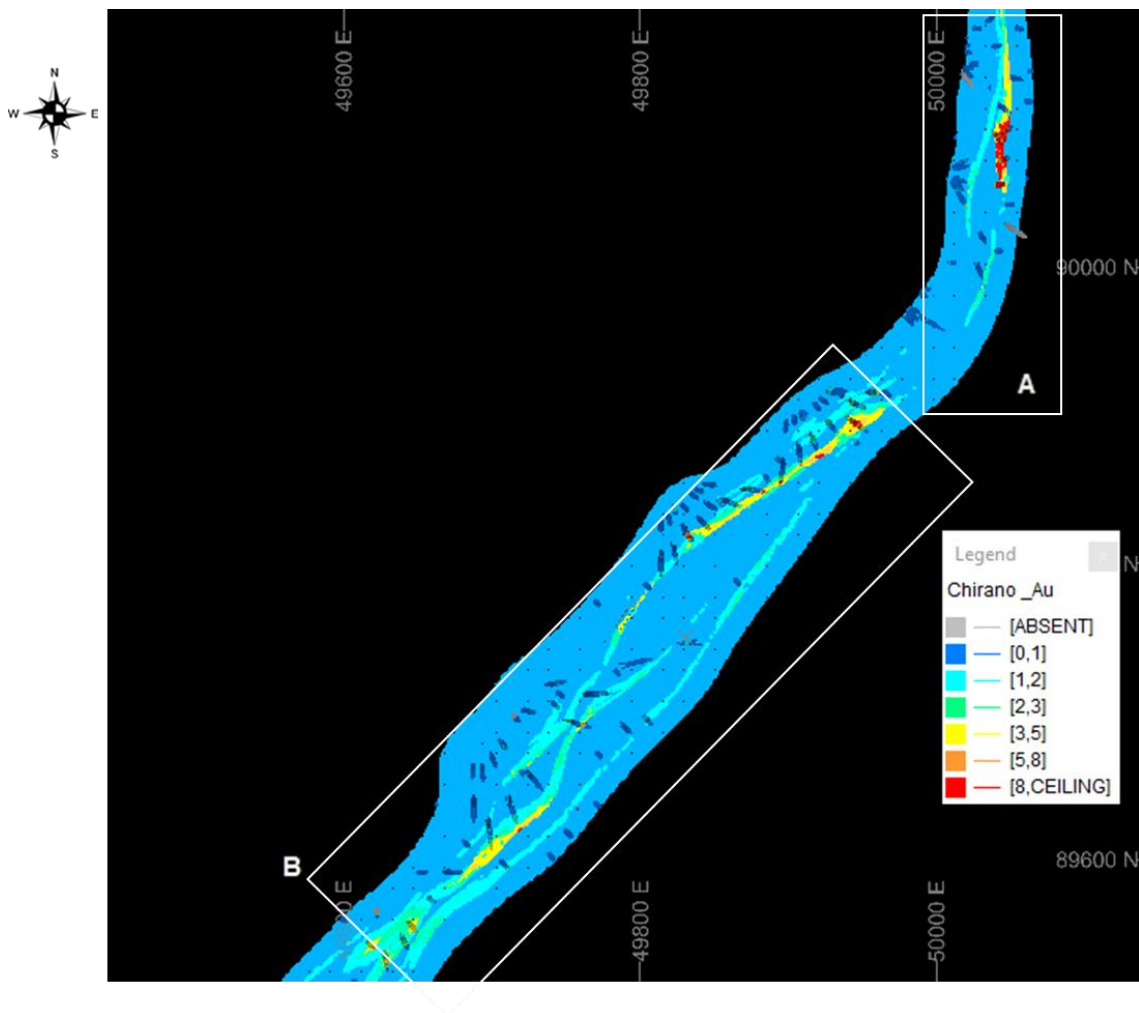 N
W E
S
49600 E
49800 E
50000 E
90000 N
A
Legend
Chirano _Au
[ABSENT]
[0,1]
[1,2]
[2,3]
[3,5]
[5,8]
[8,CEILING]
N
89600 N
B
E
49800 E
50000 E